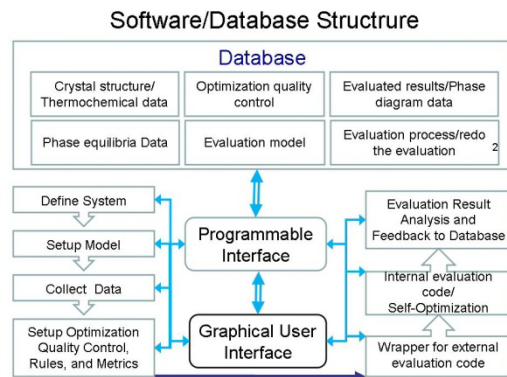 Software/Database Structrure
Database
Crystal structure/
Thermochemical data
Optimization quality
control
Evaluated results/Phase
diagram data
Phase equilibria Data
Evaluation model
Evaluation process/redo
the evaluation 2
Define System
Setup Model
Collect Data
Setup Optimization
Quality Control,
Rules, and Metrics
Programmable
Interface
Graphical User
Interface
Evaluation Result
Analysis and
Feedback to Database
Internal evaluation
code/
Self-Optimization
Wrapper for external
evaluation code